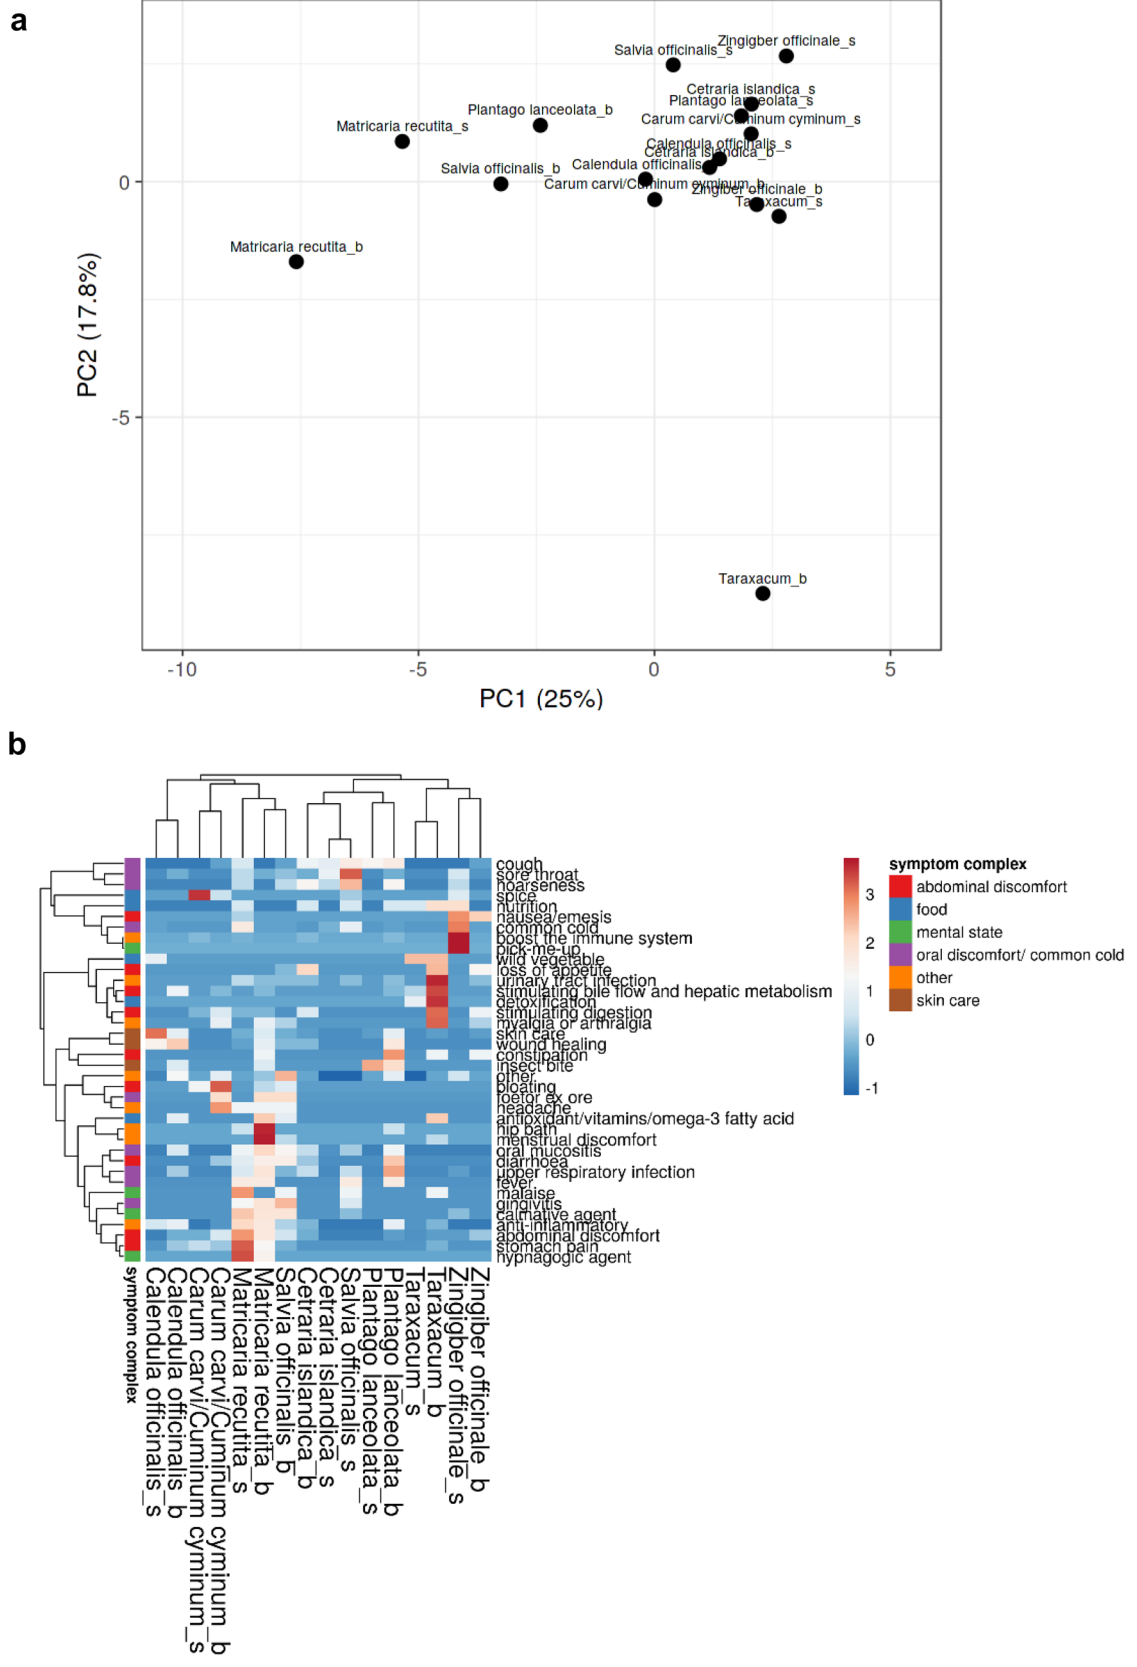 a
Zingigber officinale_s
Salvia officinalis_s
Cetraria islandica_s
Plantago lanceolata_s
Plantago lanceolata_b
Carum carvi/Cuminum cyminum_s
Matricaria recutita_s
Calendula officinalis_s
Cetraria islandica_b
Calendula officinalis
Salvia officinalis_b
Carum carvi/Cuminum cyminum_b
Zingiber officinale_b
Taraxacum_s
Matricaria recutita_b
Taraxacum_b
0
-5
PC2 (17.8%)
-10
-5
0
5
PC1 (25%)
b
cough
sore throat
hoarseness
spice
nutrition
nausea/emesis
common cold
boost the immune system
pick-me-up
wild vegetable
loss of appetite
urinary tract infection
stimulating bile flow and hepatic metabolism
detoxification
stimulating digestion
myalgia or arthralgia
skin care
wound healing
constipation
insect bite
other
bloating
foetor ex ore
headache
antioxidant/vitamins/omega-3 fatty acid
hip bath
menstrual discomfort
oral mucositis
diarrhoea
upper respiratory infection
fever
malaise
gingivitis
calmative agent
anti-inflammatory
abdominal discomfort
stomach pain
hypnagogic agent
3
2
1
0
-1
symptom complex
abdominal discomfort
food
mental state
oral discomfort/ common cold
other
skin care
symptom complex
Calendula officinalis_s
Calendula officinalis_b
Carum carvi/Cuminum cyminum_s
Carum carvi/Cuminum cyminum_b
Matricaria recutita_s
Matricaria recutita_b
Salvia officinalis_b
Cetraria islandica_b
Cetraria islandica_s
Salvia officinalis_s
Plantago lanceolata_s
Plantago lanceolata_b
Taraxacum_s
Taraxacum_b
Zingigber officinale_s
Zingiber officinale_b